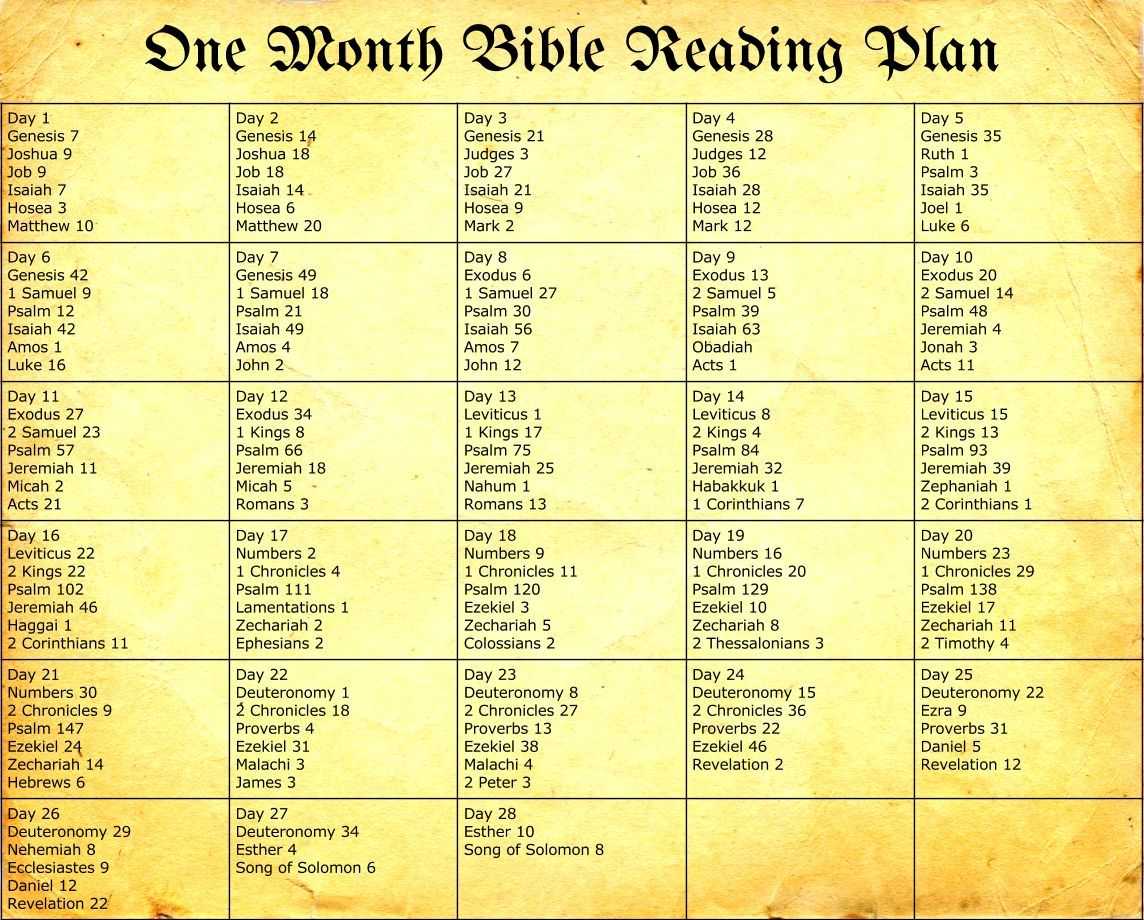 One Month Bible Reading Plan
Day 1
Genesis 7
Joshua 9
Job 9
Isaiah 7
Hosea 3
Matthew 10
Day 2
Genesis 14
Joshua 18
Job 18
Isaiah 14
Hosea 6
Matthew 20
Day 3
Genesis 21
Judges 3
Job 27
Isaiah 21
Hosea 9
Mark 2
Day 4
Genesis 28
Judges 12
Job 36
Isaiah 28
Hosea 12
Mark 12
Day 5
Genesis 35
Ruth 1
Psalm 3
Isaiah 35
Joel 1
Luke 6
Day 6
Genesis 42
1 Samuel 9
Psalm 12
Isaiah 42
Amos 1
Luke 16
Day 7
Genesis 49
1 Samuel 18
Psalm 21
Isaiah 49
Amos 4
John 2
Day 8
Exodus 6
1 Samuel 27
Psalm 30
Isaiah 56
Amos 7
John 12
Day 9
Exodus 13
2 Samuel 5
Psalm 39
Isaiah 63
Obadiah
Acts 1
Day 10
Exodus 20
2 Samuel 14
Psalm 48
Jeremiah 4
Jonah 3
Acts 11
Day 11
Exodus 27
2 Samuel 23
Psalm 57
Jeremiah 11
Micah 2
Acts 21
Day 12
Exodus 34
1 Kings 8
Psalm 66
Jeremiah 18
Micah 5
Romans 3
Day 13
Leviticus 1
1 Kings 17
Psalm 75
Jeremiah 25
Nahum 1
Romans 13
Day 14
Leviticus 8
2 Kings 4
Psalm 84
Jeremiah 32
Habakkuk 1
1 Corinthians 7
Day 15
Leviticus 15
2 Kings 13
Psalm 93
Jeremiah 39
Zephaniah 1
2 Corinthians 1
Day 16
Leviticus 22
2 Kings 22
Psalm 102
Jeremiah 46
Haggai 1
2 Corinthians 11
Day 17
Numbers 2
1 Chronicles 4
Psalm 111
Lamentations 1
Zechariah 2
Ephesians 2
Day 18
Numbers 9
1 Chronicles 11
Psalm 120
Ezekiel 3
Zechariah 5
Colossians 2
Day 19
Numbers 16
1 Chronicles 20
Psalm 129
Ezekiel 10
Zechariah 8
2 Thessalonians 3
Day 20
Numbers 23
1 Chronicles 29
Psalm 138
Ezekiel 17
Zechariah 11
2 Timothy 4
Day 21
Numbers 30
2 Chronicles 9
Psalm 147
Ezekiel 24
Zechariah 14
Hebrews 6
Day 22
Deuteronomy 1
2 Chronicles 18
Proverbs 4
Ezekiel 31
Malachi 3
James 3
Day 23
Deuteronomy 8
2 Chronicles 27
Proverbs 13
Ezekiel 38
Malachi 4
2 Peter 3
Day 24
Deuteronomy 15
2 Chronicles 36
Proverbs 22
Ezekiel 46
Revelation 2
Day 25
Deuteronomy 22
Ezra 9
Proverbs 31
Daniel 5
Revelation 12
Day 26
Deuteronomy 29
Nehemiah 8
Ecclesiastes 9
Daniel 12
Revelation 22
Day 27
Deuteronomy 34
Esther 4
Song of Solomon 6
Day 28
Esther 10
Song of Solomon 8